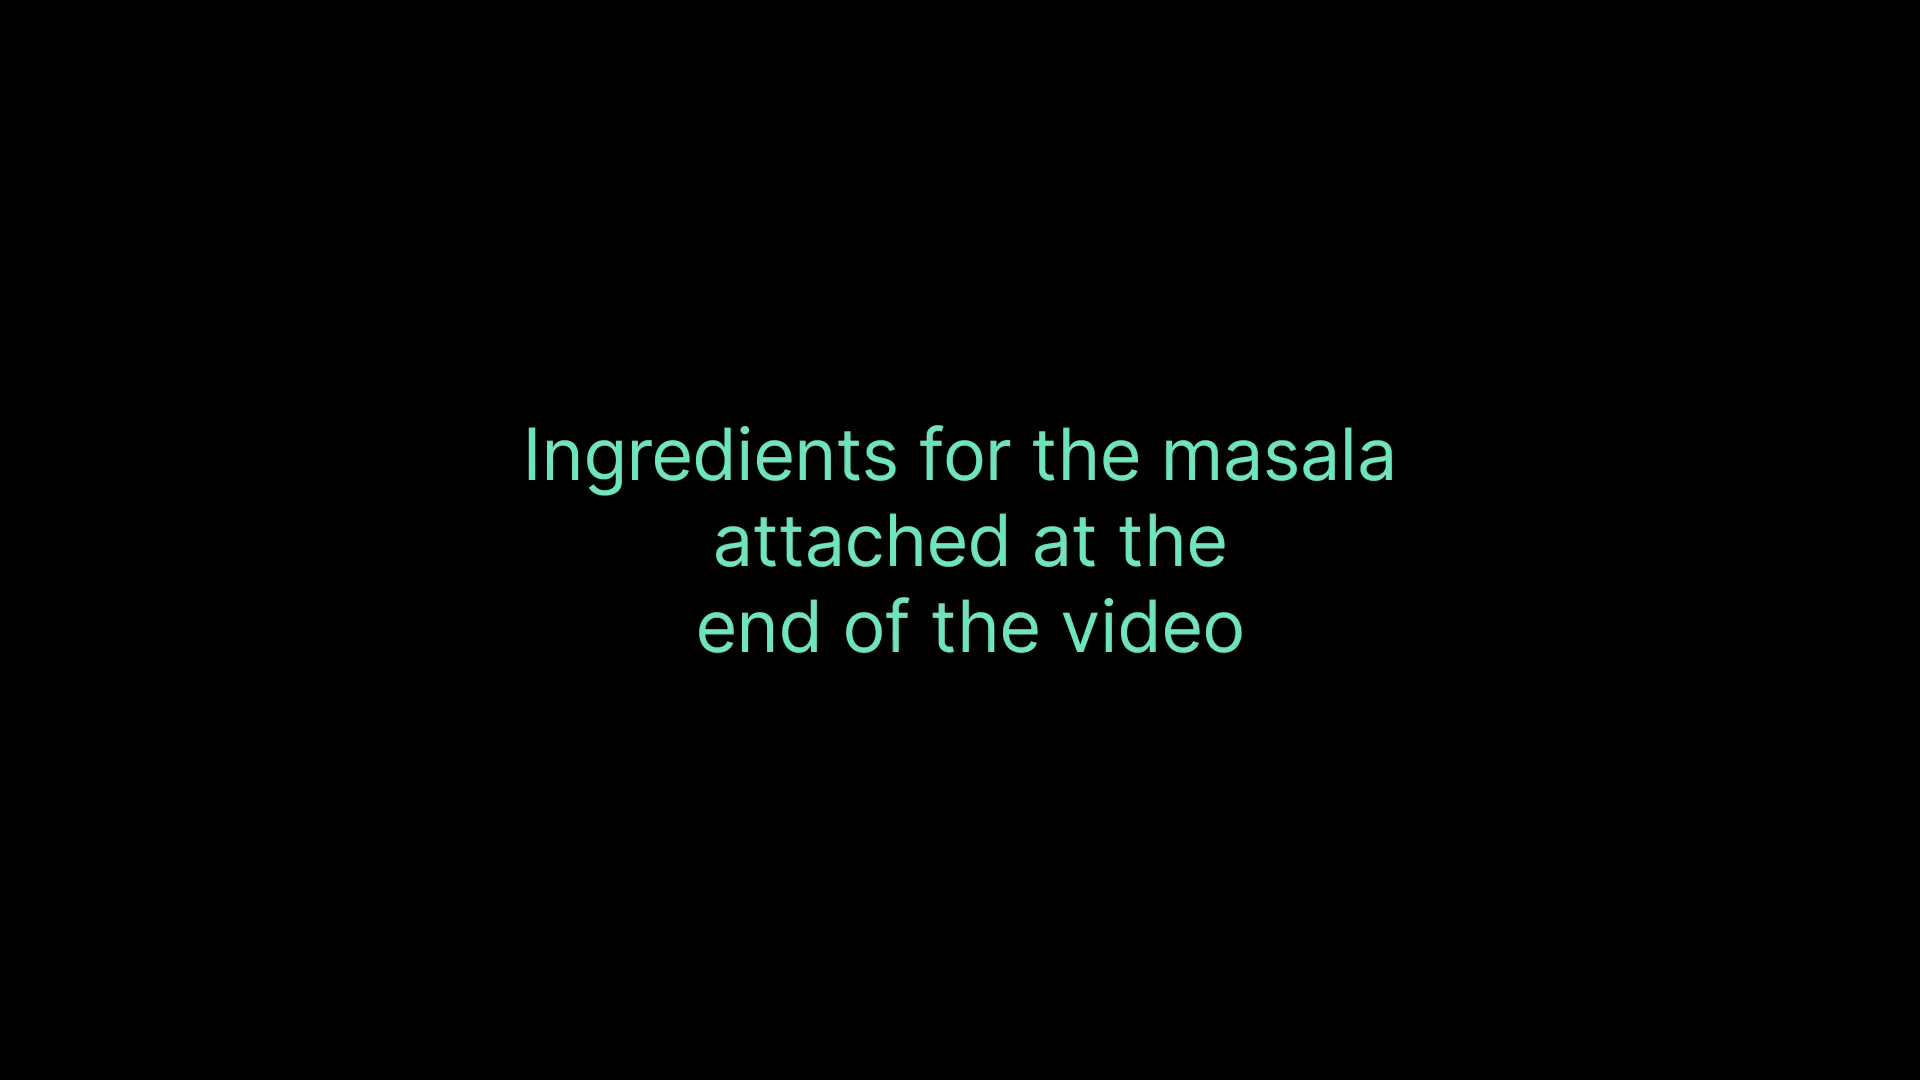 Ingredients for the masala
attached at the
end of the video